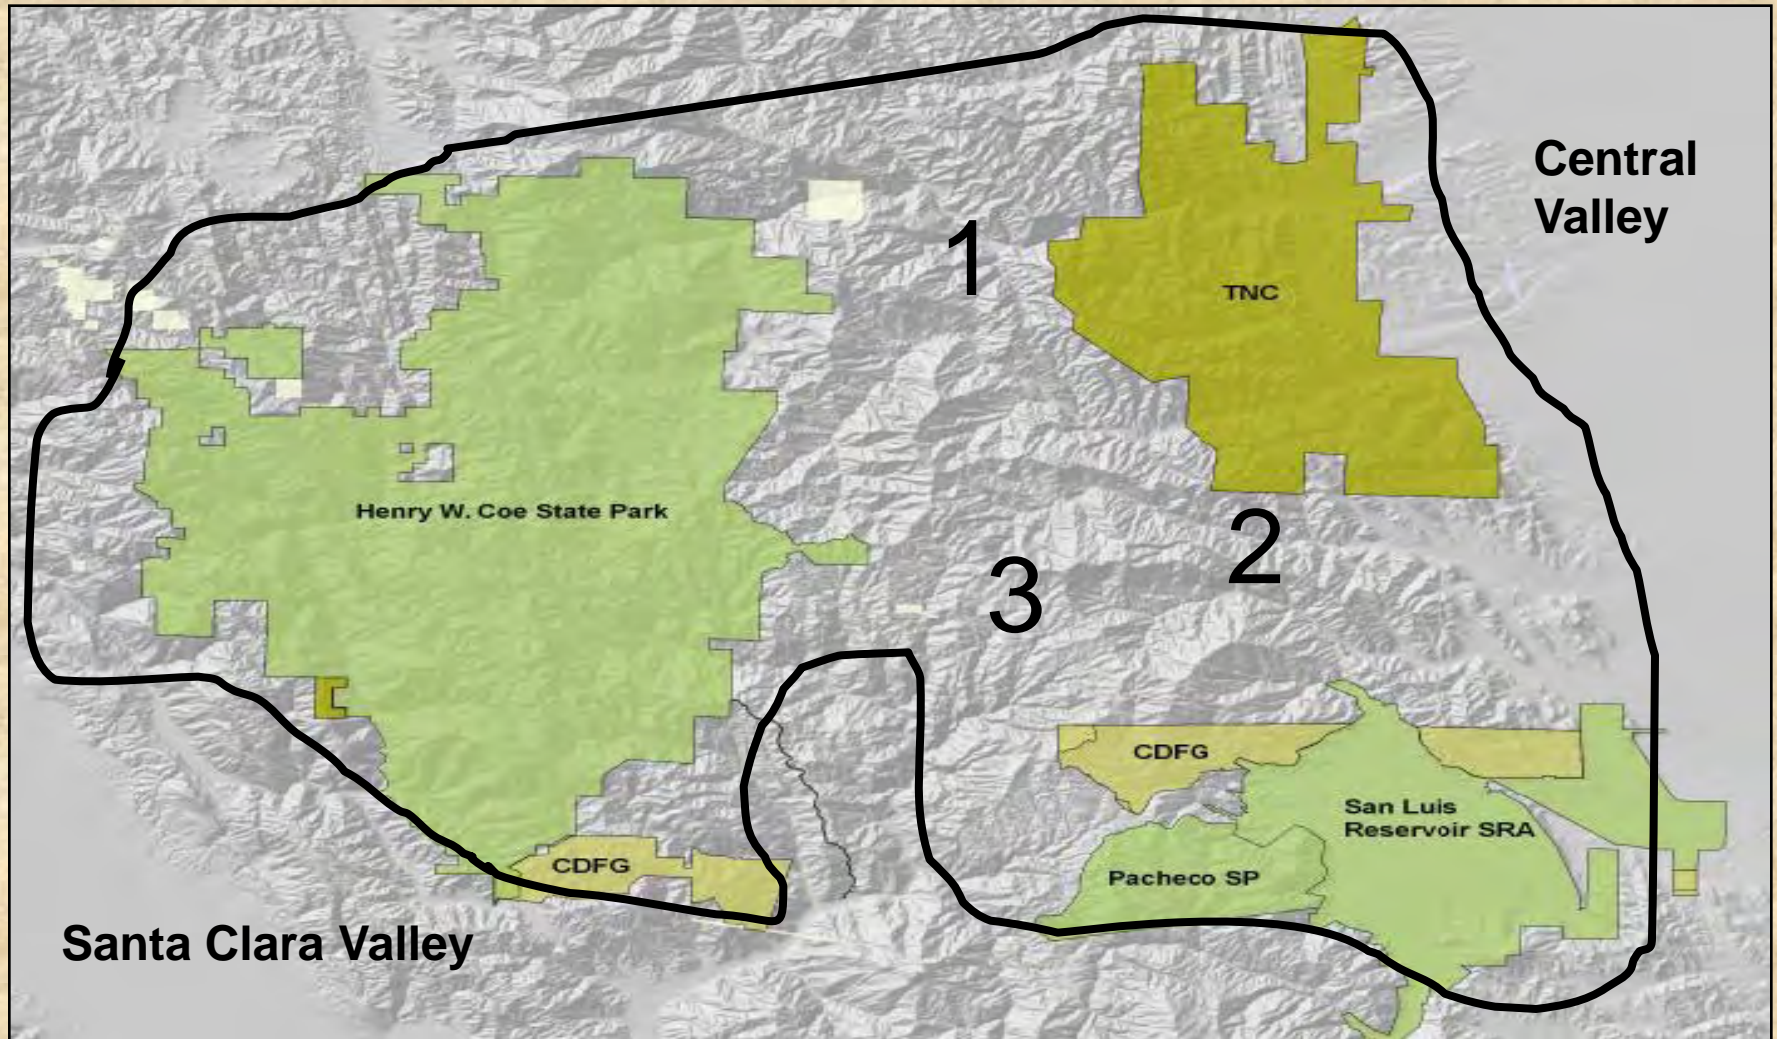 Central
Valley
1
TNC
Henry W. Coe State Park
2
3
CDFG
San Luis
Reservoir SRA
CDFG
Pacheco SP
Santa Clara Valley